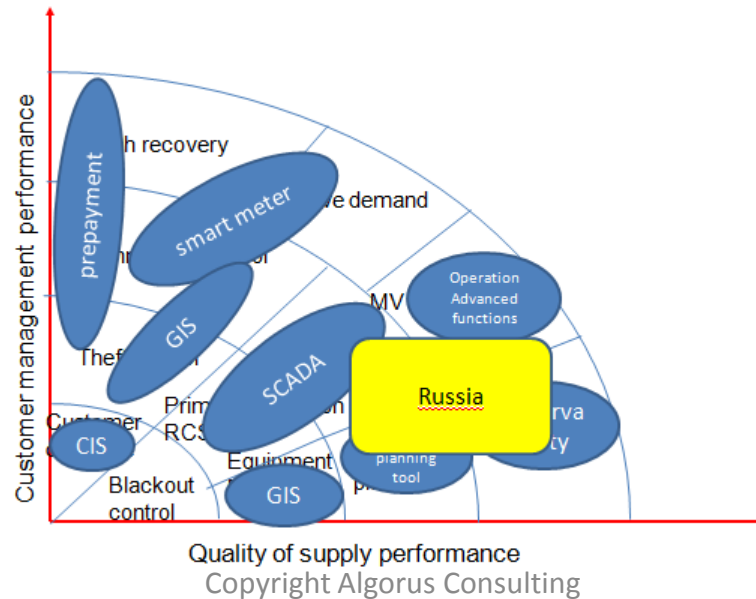 Customer management performance
h recovery
prepayment
smart meter
ve demand
Operation
Advanced
functions
MV
GIS
Thef
SCADA
Russia
Prim
RCS
Customer
CIS
Equipment
planning
tool
rva
ty
Blackout
control
GIS
Quality of supply performance
Copyright Algorus Consulting